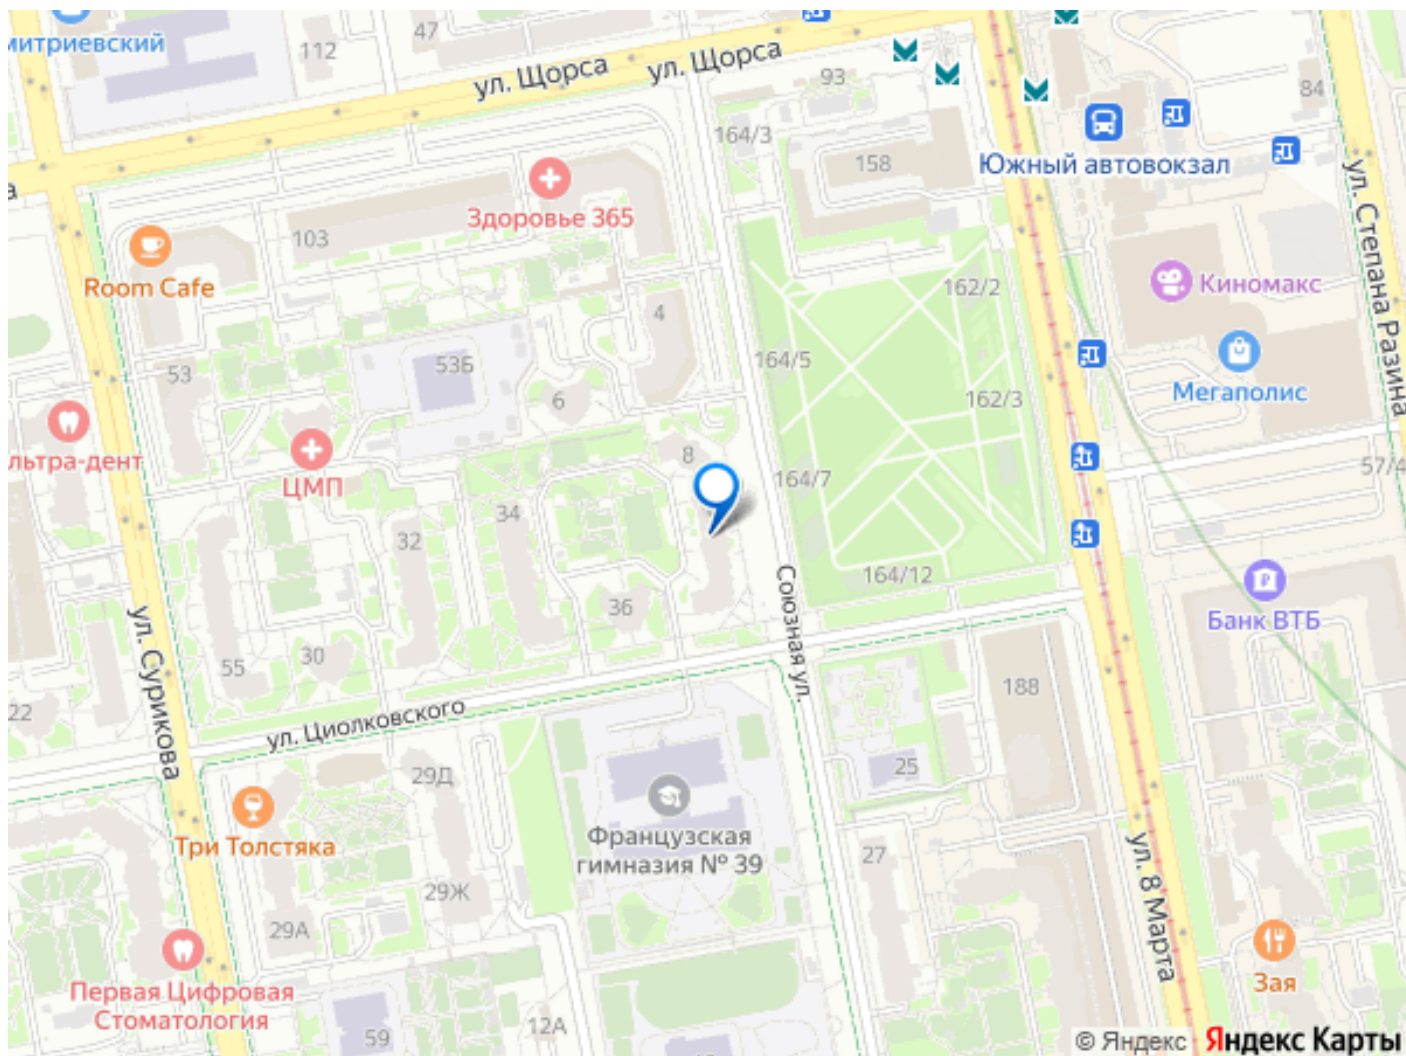 митриевский
112
47
ул. Щорса
ул. Щорса
93
84
164/3
158
Южный автовокзал
Здоровье 365
103
Room Cafe
ул. Степана Разина
162/2
Киномакс
4
164/5
53Б
53
6
Мегаполис
162/3
льтра-дент
ЦМП
8
164/7
57/4
34
32
164/12
Союзная ул.
36
Банк ВТБ
ул. Сурикова
55
30
188
22
ул. Циолковского
25
29Д
Три Толстяка
Французская
гимназия № 39
27
ул. 8 Марта
29Ж
29А
Зая
Первая Цифровая
Стоматология
12А
59
© Яндекс
Яндекс Карты